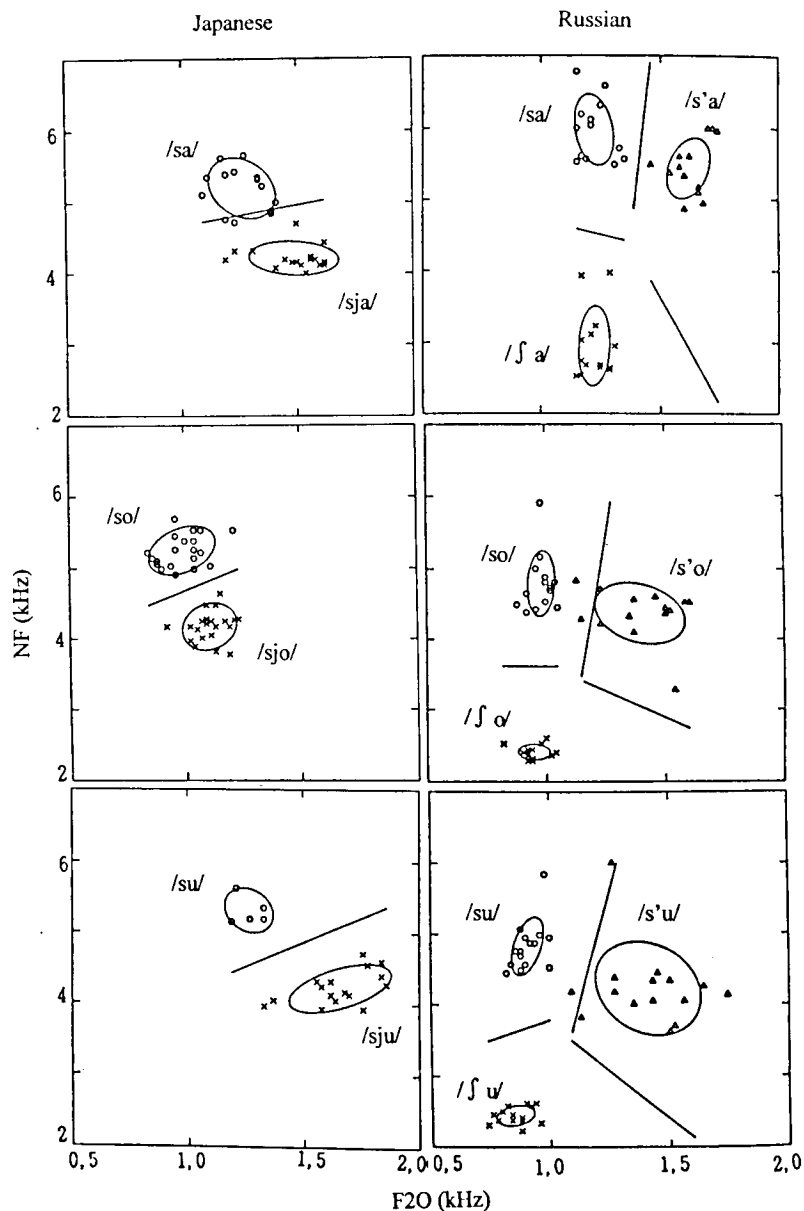 Japanese Russian
6
4
2
/sa/
/sja/
/sa/
/s'a/
/ʃ a/
6
4
2
/so/
/sjo/
/so/
/s'o/
/ʃ o/
NF (kHz)
6
4
2
/su/
/sju/
/su/
/s'u/
/ʃ u/
0,5 1,0 1,5 2,0 0,5 1,0 1,5 2,0
F2O (kHz)